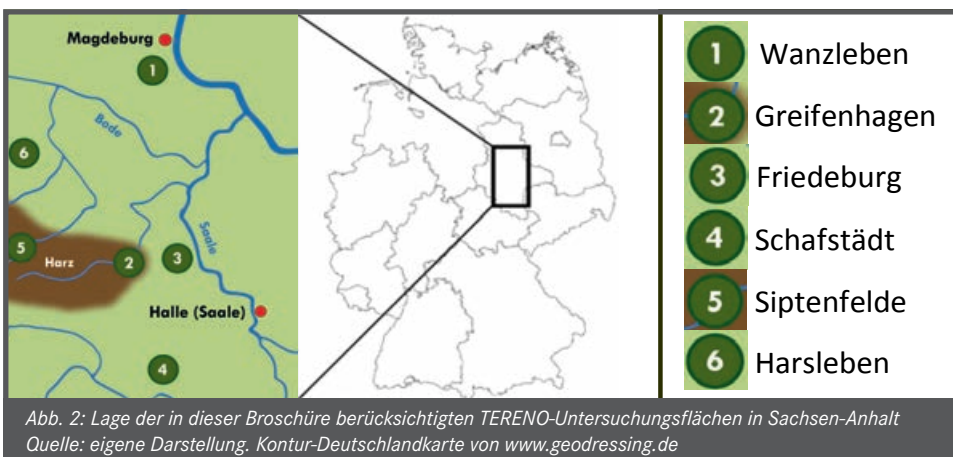 Magdeburg
1
Bode
6
Saale
5
Harz
2
3
Halle (Saale)
4
1 Wanzleben
2 Greifenhagen
3 Friedeburg
4 Schafstädt
5 Siptenfelde
6 Harsleben
Abb. 2: Lage der in dieser Broschüre berücksichtigten TERENO-Untersuchungsflächen in Sachsen-Anhalt
Quelle: eigene Darstellung. Kontur-Deutschlandkarte von www.geodressing.de